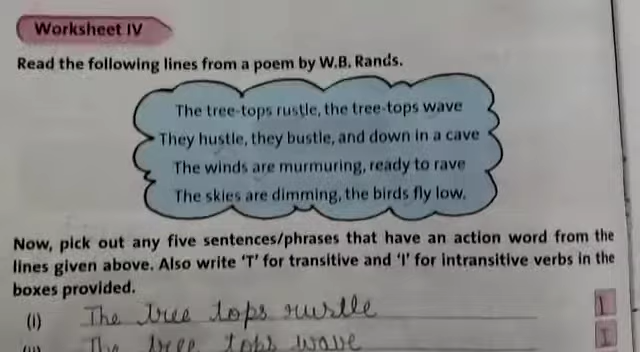 Worksheet IV
Read the following lines from a poem by W.B. Rands.
The tree-tops rustle, the tree-tops wave
They hustle, they bustle, and down in a cave
The winds are murmuring, ready to rave
The skies are dimming, the birds fly low.
Now, pick out any five sentences/phrases that have an action word from the
lines given above. Also write 'T' for transitive and 'I' for intransitive verbs in the
boxes provided.
(i) The tree tops rustle I
(ii) The tree tops wave I